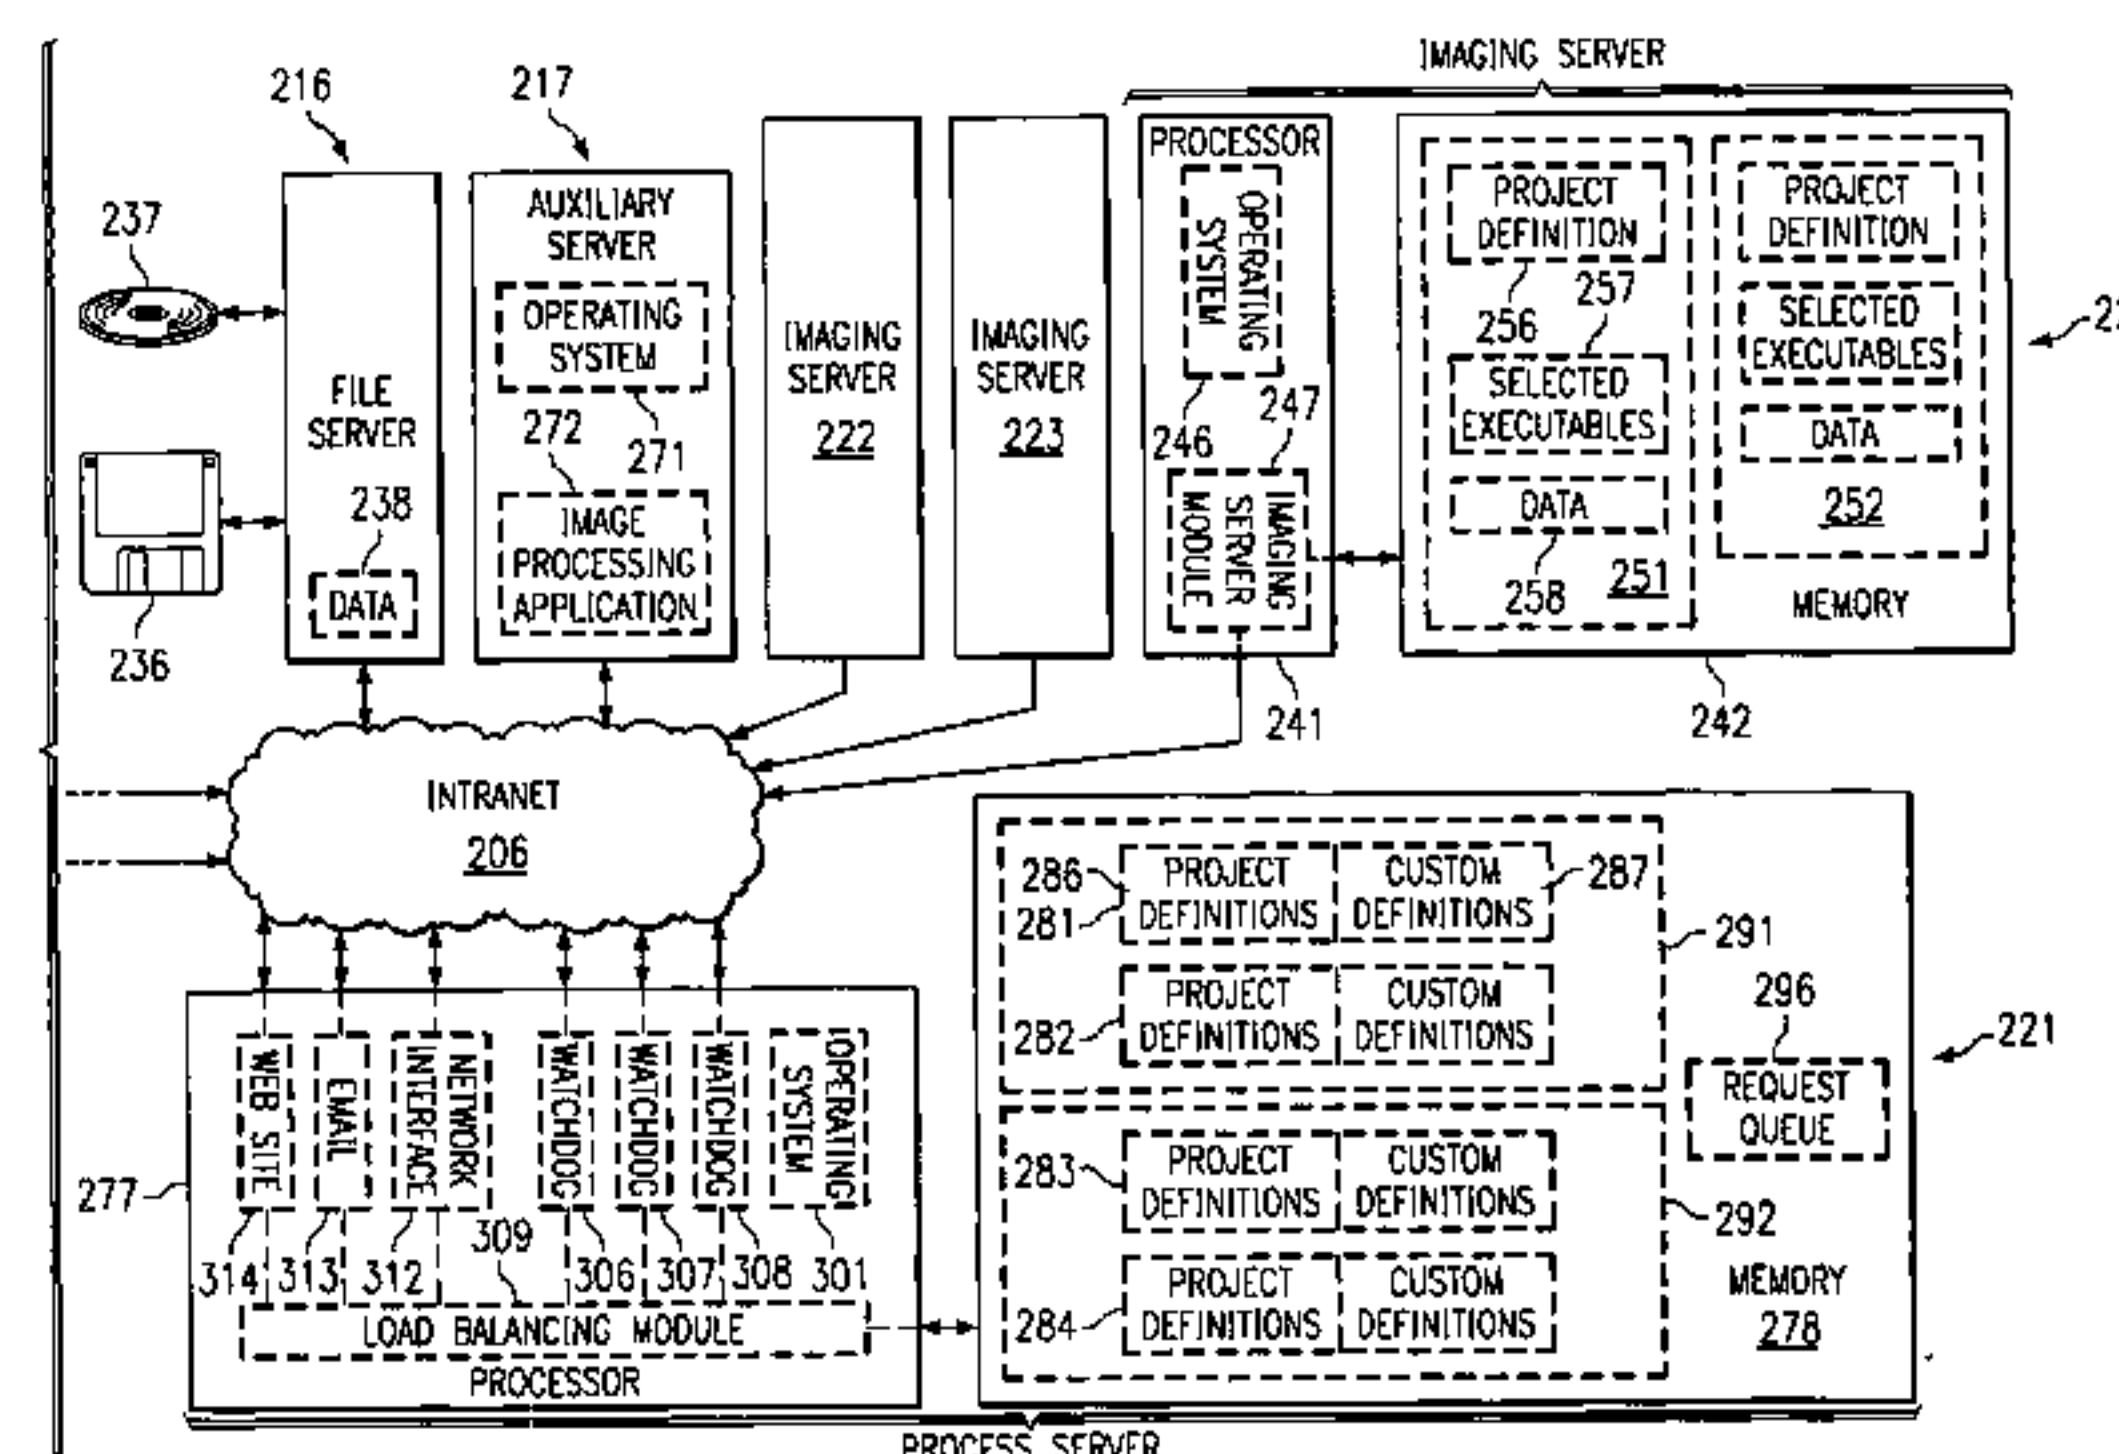 IMAGING SERVER
216
217
237
236
FILE
SERVER
238
DATA
AUXILIARY
SERVER
OPERATING
SYSTEM
272
271
IMAGE
PROCESSING
APPLICATION
IMAGING
SERVER
222
IMAGING
SERVER
223
PROCESSOR
OPERATING
SYSTEM
246
247
IMAGING
SERVER
MODULE
241
PROJECT
DEFINITION
257
256
SELECTED
EXECUTABLES
DATA
258
251
PROJECT
DEFINITION
SELECTED
EXECUTABLES
DATA
252
MEMORY
242
INTRANET
206
WEB SITE
EMAIL
NETWORK
INTERFACE
WATCHDOG
WATCHDOG
WATCHDOG
OPERATING
SYSTEM
277
309
314
313
312
306
307
308
301
LOAD BALANCING MODULE
PROCESSOR
286
281
PROJECT
DEFINITIONS
CUSTOM
DEFINITIONS
287
291
282
PROJECT
DEFINITIONS
CUSTOM
DEFINITIONS
296
REQUEST
QUEUE
221
283
PROJECT
DEFINITIONS
CUSTOM
DEFINITIONS
292
284
PROJECT
DEFINITIONS
CUSTOM
DEFINITIONS
MEMORY
278
PROCESS SERVER